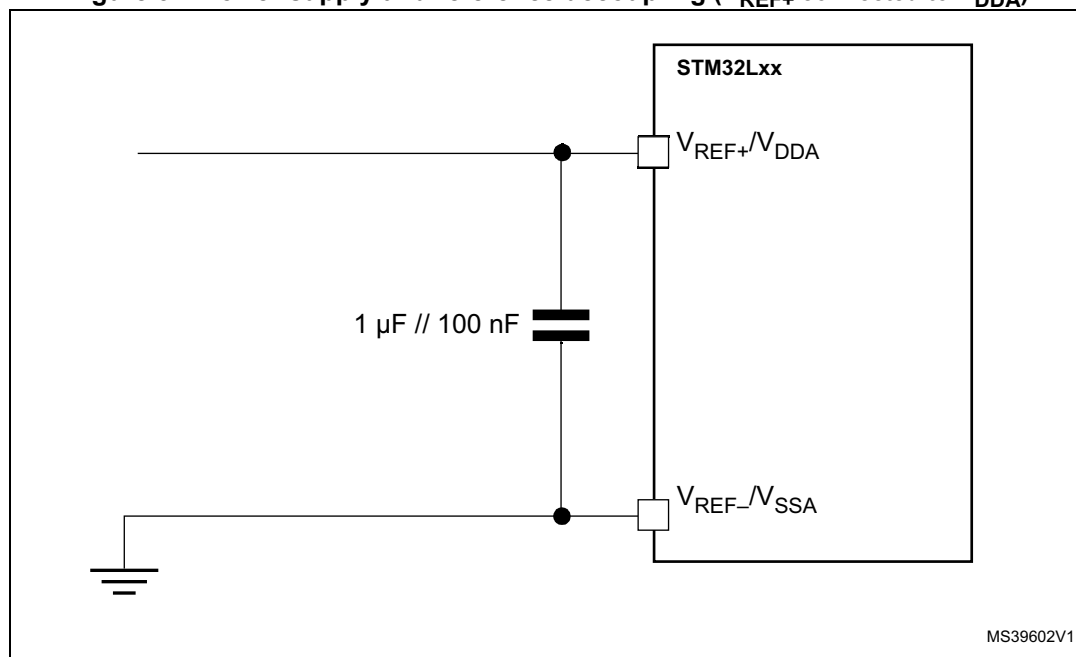 STM32Lxx
VREF+/VDDA
1 µF // 100 nF
VREF–/VSSA
MS39602V1